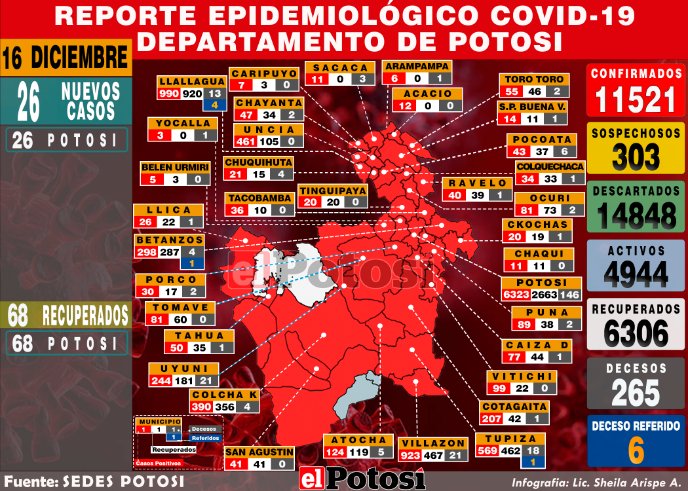 REPORTE EPIDEMIOLÓGICO COVID-19
DEPARTAMENTO DE POTOSI
16 DICIEMBRE
26 NUEVOS CASOS
26 POTOSI
68 RECUPERADOS
68 POTOSI
LLALLAGUA
990 920 13
4
CARIPUYO
7 3 0
SACACA
11 0 3
ARAMPAMPA
6 0 1
ACACIO
12 0 0
TORO TORO
55 46 2
S.P. BUENA V.
14 11 1
CHAYANTA
47 34 2
YOCALLA
3 0 1
UNCIA
461 105 0
POCOATA
43 37 6
BELEN URMIRI
5 3 0
CHUQUIHUTA
21 15 4
COLQUECHACA
34 33 1
TACOBAMBA
36 10 0
TINGUIPAYA
20 20 0
RAVELO
40 39 1
OCURI
81 73 2
LLICA
26 22 1
CKOCHAS
20 19 1
BETANZOS
298 287 4
1
CHAQUI
11 11 0
PORCO
30 17 2
POTOSI
6323 2663 146
TOMAVE
81 60 0
PUNA
89 38 2
TAHUA
50 35 1
CAIZA D
77 44 1
UYUNI
244 181 21
VITICHI
99 22 0
COLCHA K
390 356 4
COTAGAITA
207 42 1
SAN AGUSTIN
41 41 0
ATOCHA
124 119 5
VILLAZON
923 467 21
TUPIZA
569 462 18
1
MUNICIPIO
1 1 1
1
Decesos
Referidos
Recuperados
Casos Positivos
el Potosí
CONFIRMADOS
11521
SOSPECHOSOS
303
DESCARTADOS
14848
ACTIVOS
4944
RECUPERADOS
6306
DECESOS
265
DECESO REFERIDO
6
Fuente: SEDES POTOSI
el Potosí
Infografía: Lic. Sheila Arispe A.